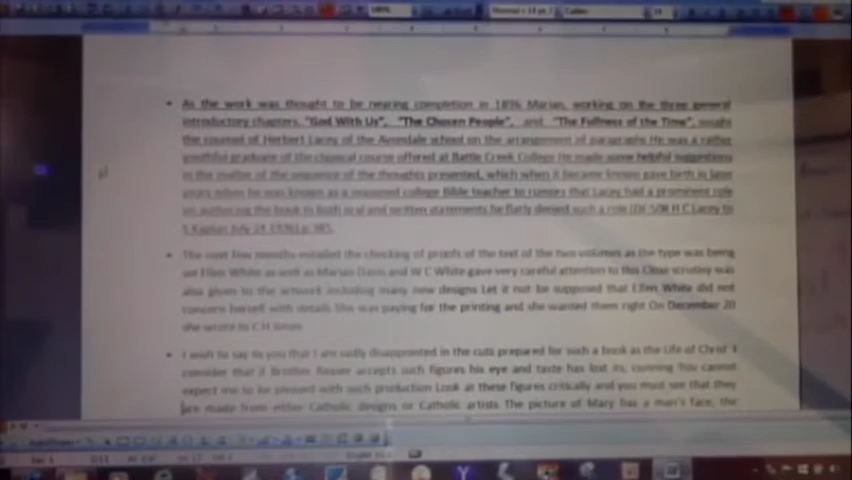 • As the work was thought to be nearing completion in 1896 Marian, working on the three general
introductory chapters, "God With Us", "The Chosen People", and "The Fullness of the Time", sought
the counsel of Herbert Lacey of the Avondale school on the arrangement of paragraphs He was a rather
youthful graduate of the classical course offered at Battle Creek College He made some helpful suggestions
in the matter of the sequence of the thoughts presented, which when it became known gave birth in later
years when he was known as a seasoned college Bible teacher to rumors that Lacey had a prominent role
in authoring the book In both oral and written statements he flatly denied such a role (DF 508 H C Lacey to
S Kaplan July 24 1936) p 385
• The next few months entailed the checking of proofs of the text of the two volumes as the type was being
set Ellen White as well as Marian Davis and W C White gave very careful attention to this Close scrutiny was
also given to the artwork including many new designs Let it not be supposed that Ellen White did not
concern herself with details She was paying for the printing and she wanted them right On December 20
she wrote to C H Jones
• I wish to say to you that I am sadly disappointed in the cuts prepared for such a book as the Life of Christ I
consider that if Brother Reaser accepts such figures his eye and taste has lost its cunning You cannot
expect me to be pleased with such production Look at these figures critically and you must see that they
are made from either Catholic designs or Catholic artists The picture of Mary has a man's face, the